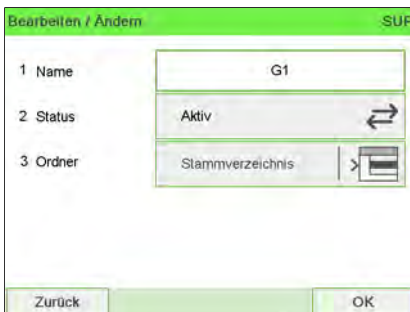 Bearbeiten / Ändern SUP
1 Name G1
2 Status Aktiv
3 Ordner Stammverzeichnis
Zurück OK